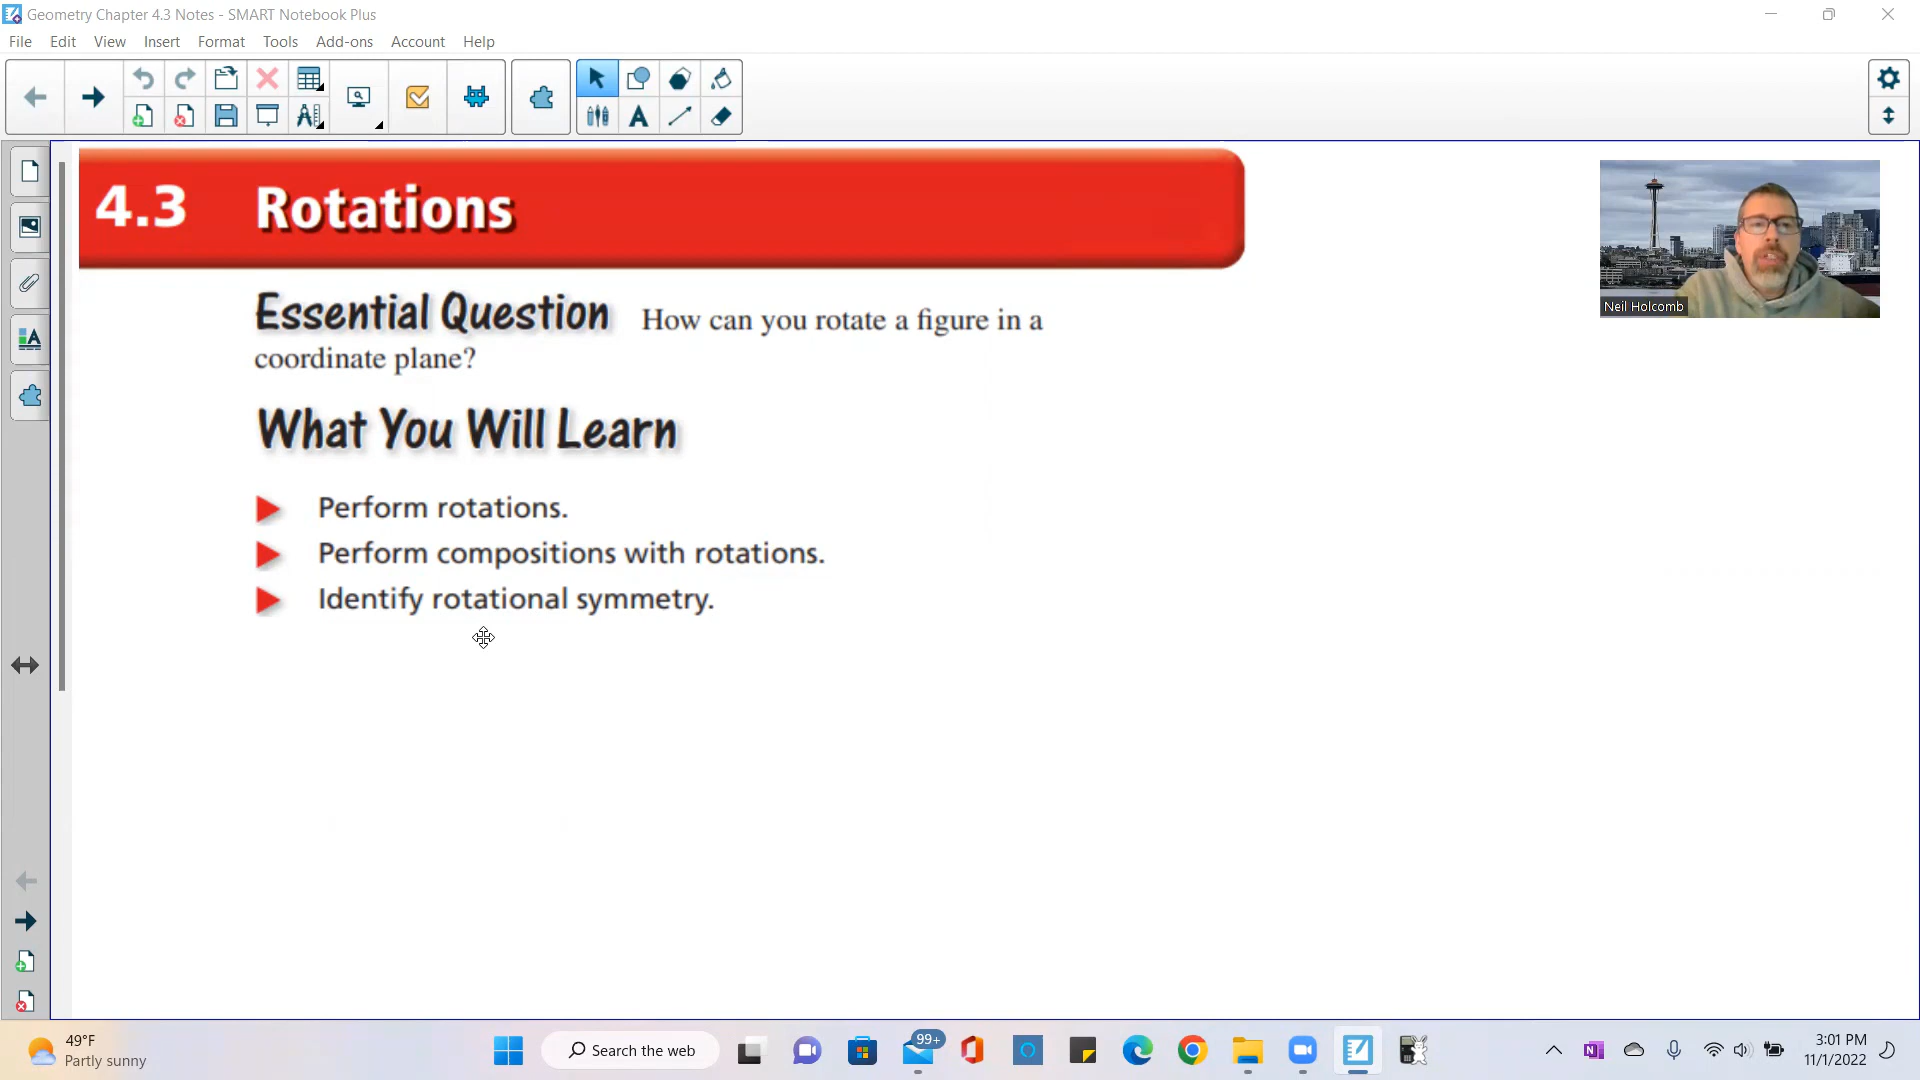 Geometry Chapter 4.3 Notes - SMART Notebook Plus
File Edit View Insert Format Tools Add-ons Account Help
4.3 Rotations
Essential Question How can you rotate a figure in a
coordinate plane?
What You Will Learn
Perform rotations.
Perform compositions with rotations.
Identify rotational symmetry.
Neil Holcomb
49°F
Partly sunny
Search the web
99+
3:01 PM
11/1/2022